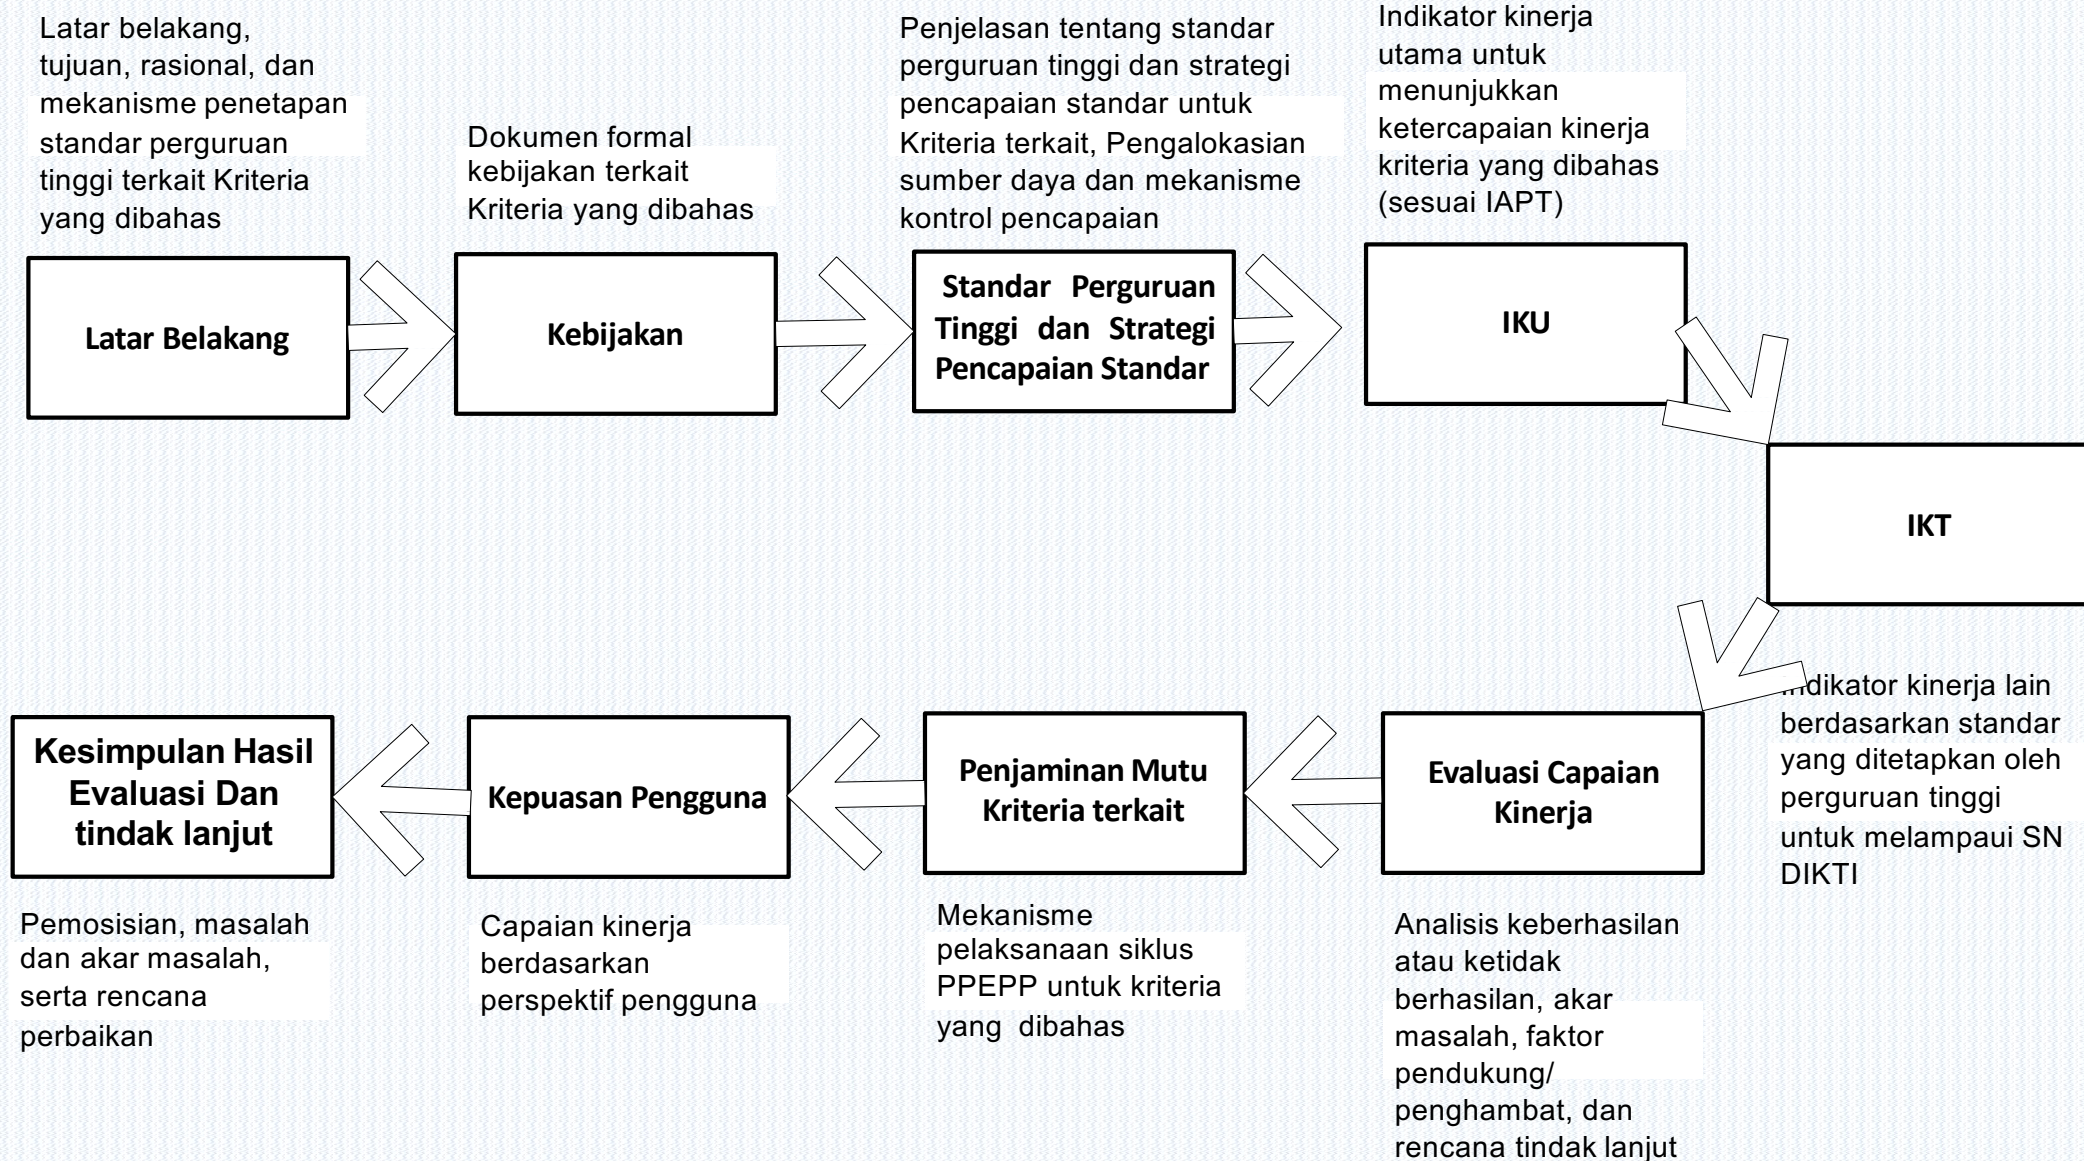 Latar belakang,
tujuan, rasional, dan
mekanisme penetapan
standar perguruan
tinggi terkait Kriteria
yang dibahas
Latar Belakang
Dokumen formal
kebijakan terkait
Kriteria yang dibahas
Kebijakan
Penjelasan tentang standar
perguruan tinggi dan strategi
pencapaian standar untuk
Kriteria terkait, Pengalokasian
sumber daya dan mekanisme
kontrol pencapaian
Standar Perguruan
Tinggi dan Strategi
Pencapaian Standar
Indikator kinerja
utama untuk
menunjukkan
ketercapaian kinerja
kriteria yang dibahas
(sesuai IAPT)
IKU
IKT
Indikator kinerja lain
berdasarkan standar
yang ditetapkan oleh
perguruan tinggi
untuk melampaui SN
DIKTI
Evaluasi Capaian
Kinerja
Analisis keberhasilan
atau ketidak
berhasilan, akar
masalah, faktor
pendukung/
penghambat, dan
rencana tindak lanjut
Penjaminan Mutu
Kriteria terkait
Mekanisme
pelaksanaan siklus
PPEPP untuk kriteria
yang dibahas
Kepuasan Pengguna
Capaian kinerja
berdasarkan
perspektif pengguna
Kesimpulan Hasil
Evaluasi Dan
tindak lanjut
Pemosisian, masalah
dan akar masalah,
serta rencana
perbaikan